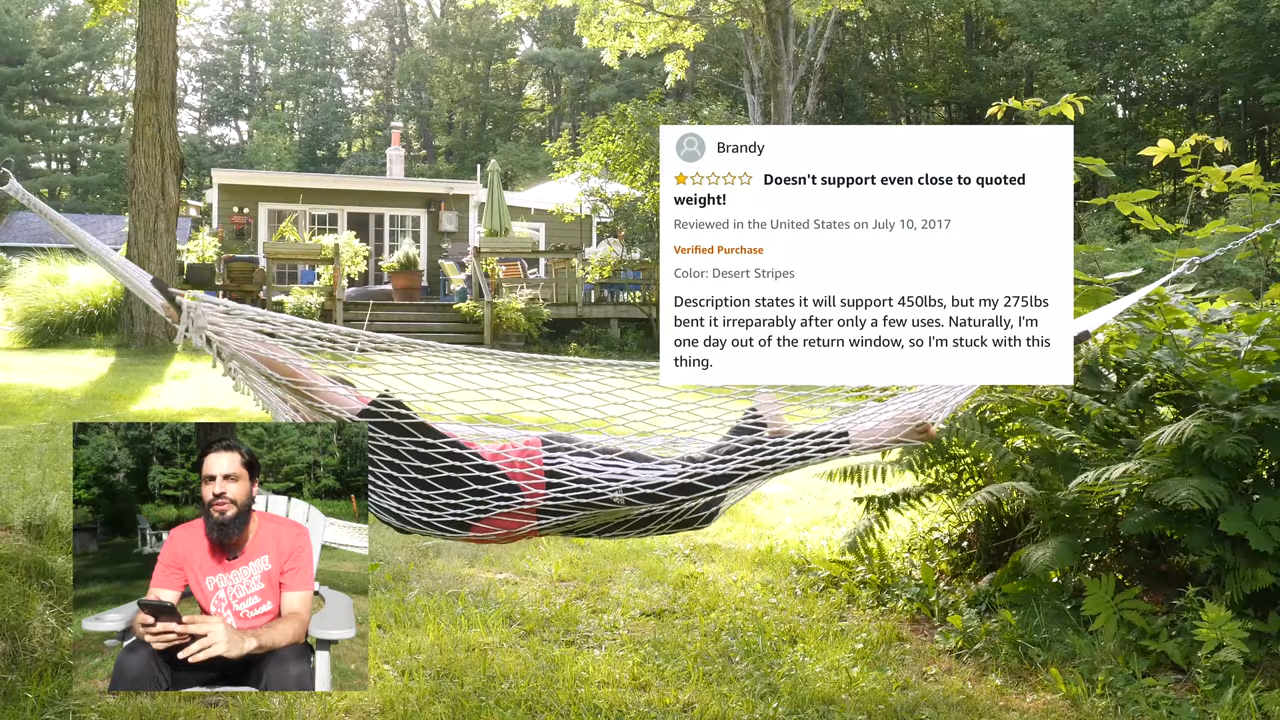 Brandy
Doesn't support even close to quoted
weight!
Reviewed in the United States on July 10, 2017
Verified Purchase
Color: Desert Stripes
Description states it will support 450lbs, but my 275lbs
bent it irreparably after only a few uses. Naturally, I'm
one day out of the return window, so I'm stuck with this
thing.
PARADISE
PARK
Trailer
Resort